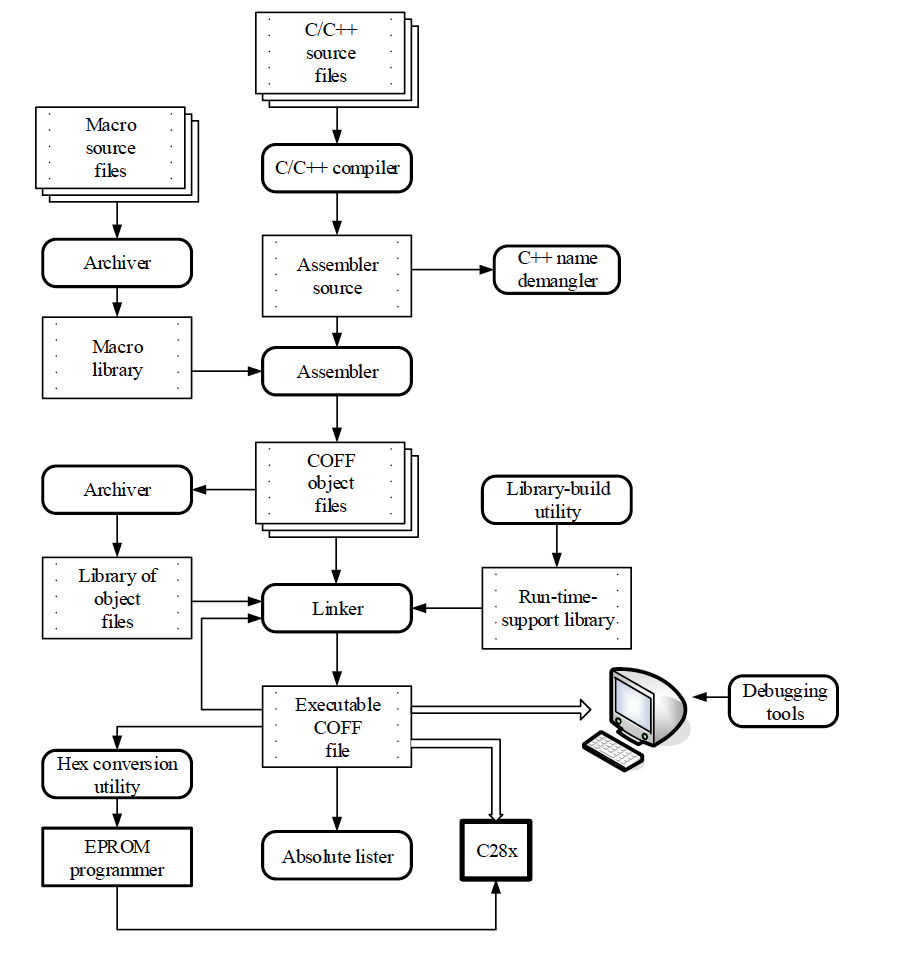 C/C++
source
files
Macro
source
files
C/C++ compiler
Archiver
Assembler
source
C++ name
demangler
Macro
library
Assembler
COFF
object
files
Archiver
Library-build
utility
Library of
object
files
Linker
Run-time-
support library
Executable
COFF
file
Debugging
tools
Hex conversion
utility
EPROM
programmer
Absolute lister
C28x